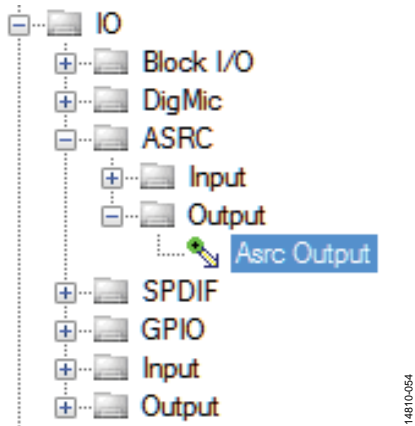 IO
Block I/O
DigMic
ASRC
Input
Output
Asrc Output
SPDIF
GPIO
Input
Output
14810-054